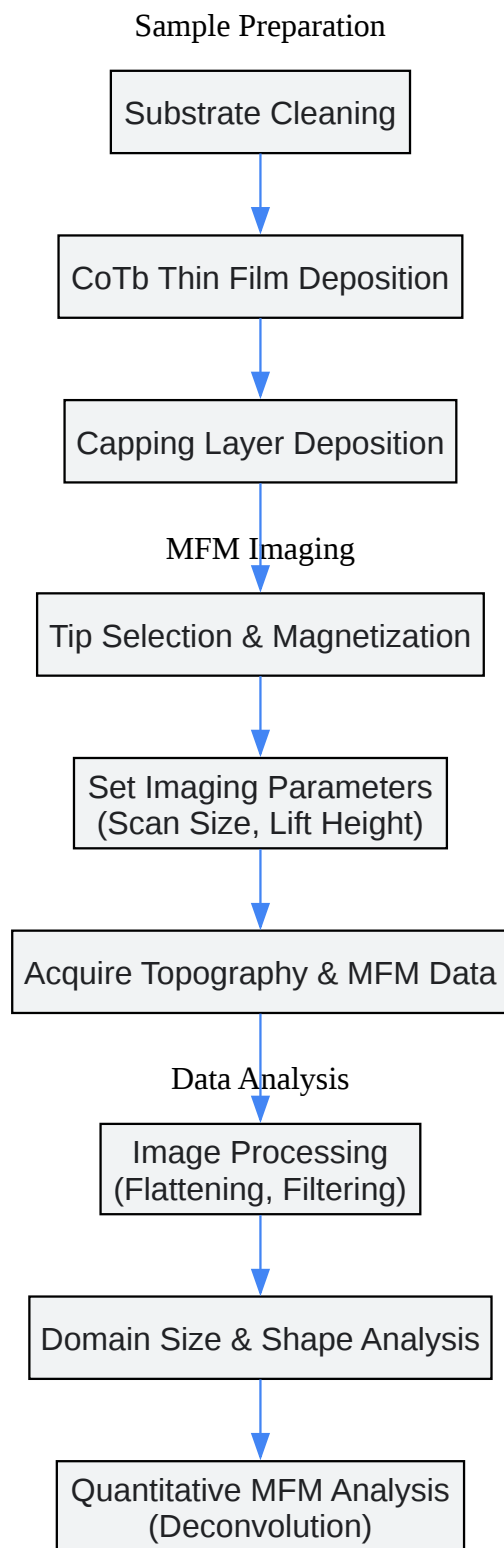 Sample Preparation
Substrate Cleaning
CoTb Thin Film Deposition
Capping Layer Deposition
MFM Imaging
Tip Selection & Magnetization
Set Imaging Parameters
(Scan Size, Lift Height)
Acquire Topography & MFM Data
Data Analysis
Image Processing
(Flattening, Filtering)
Domain Size & Shape Analysis
Quantitative MFM Analysis
(Deconvolution)